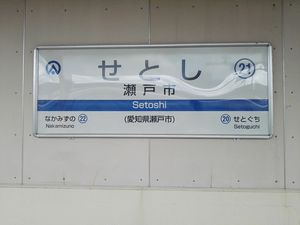 せとし
21
瀬戸市
Setoshi
なかみずの 22
Nakamizuno
(愛知県瀬戸市)
20 せとぐち
Setoguchi